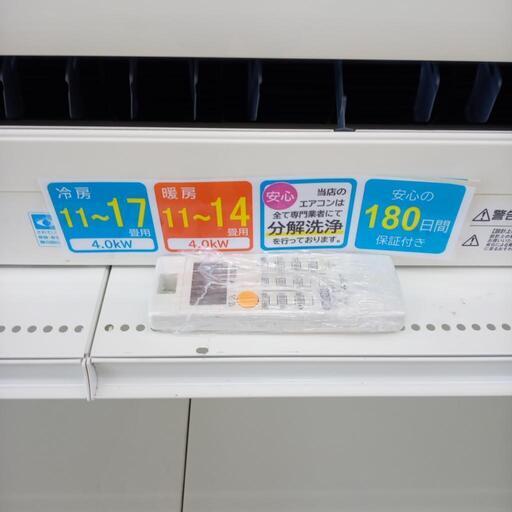 冷房
11~17
畳用
4.0kW
暖房
11~14
畳用
4.0kW
安心
当店の
エアコンは
全て専門業者にて
分解洗浄
を行っております。
安心の
180日間
保証付き
警告